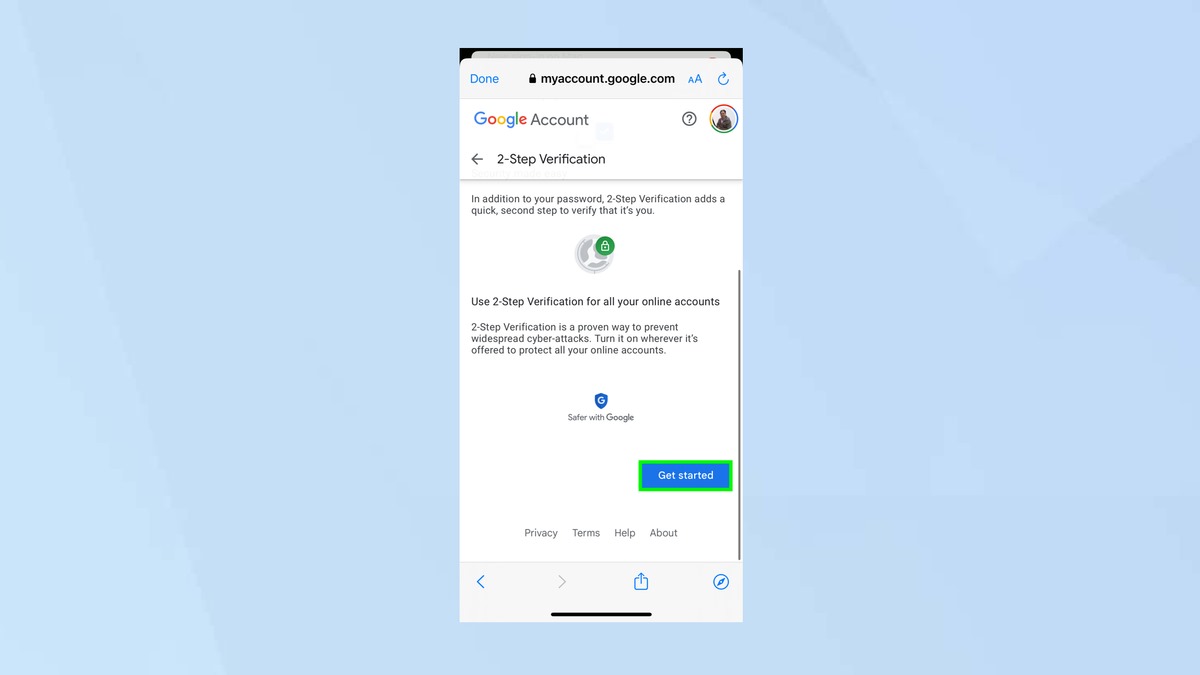 Done myaccount.google.com AA
Google Account
2-Step Verification
In addition to your password, 2-Step Verification adds a
quick, second step to verify that it's you.
Use 2-Step Verification for all your online accounts
2-Step Verification is a proven way to prevent
widespread cyber-attacks. Turn it on wherever it's
offered to protect all your online accounts.
G
Safer with Google
Get started
Privacy Terms Help About